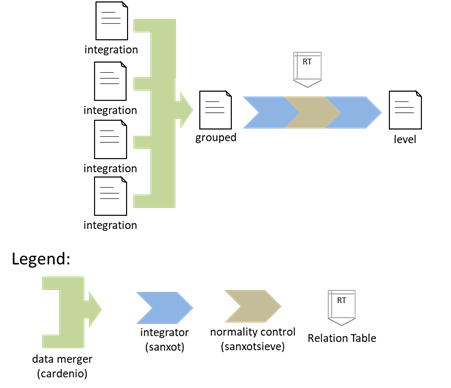 integration
integration
integration
integration
RT
grouped
level
Legend:
data merger
(cardenio)
integrator
(sanxot)
normality control
(sanxotsieve)
RT
Relation Table